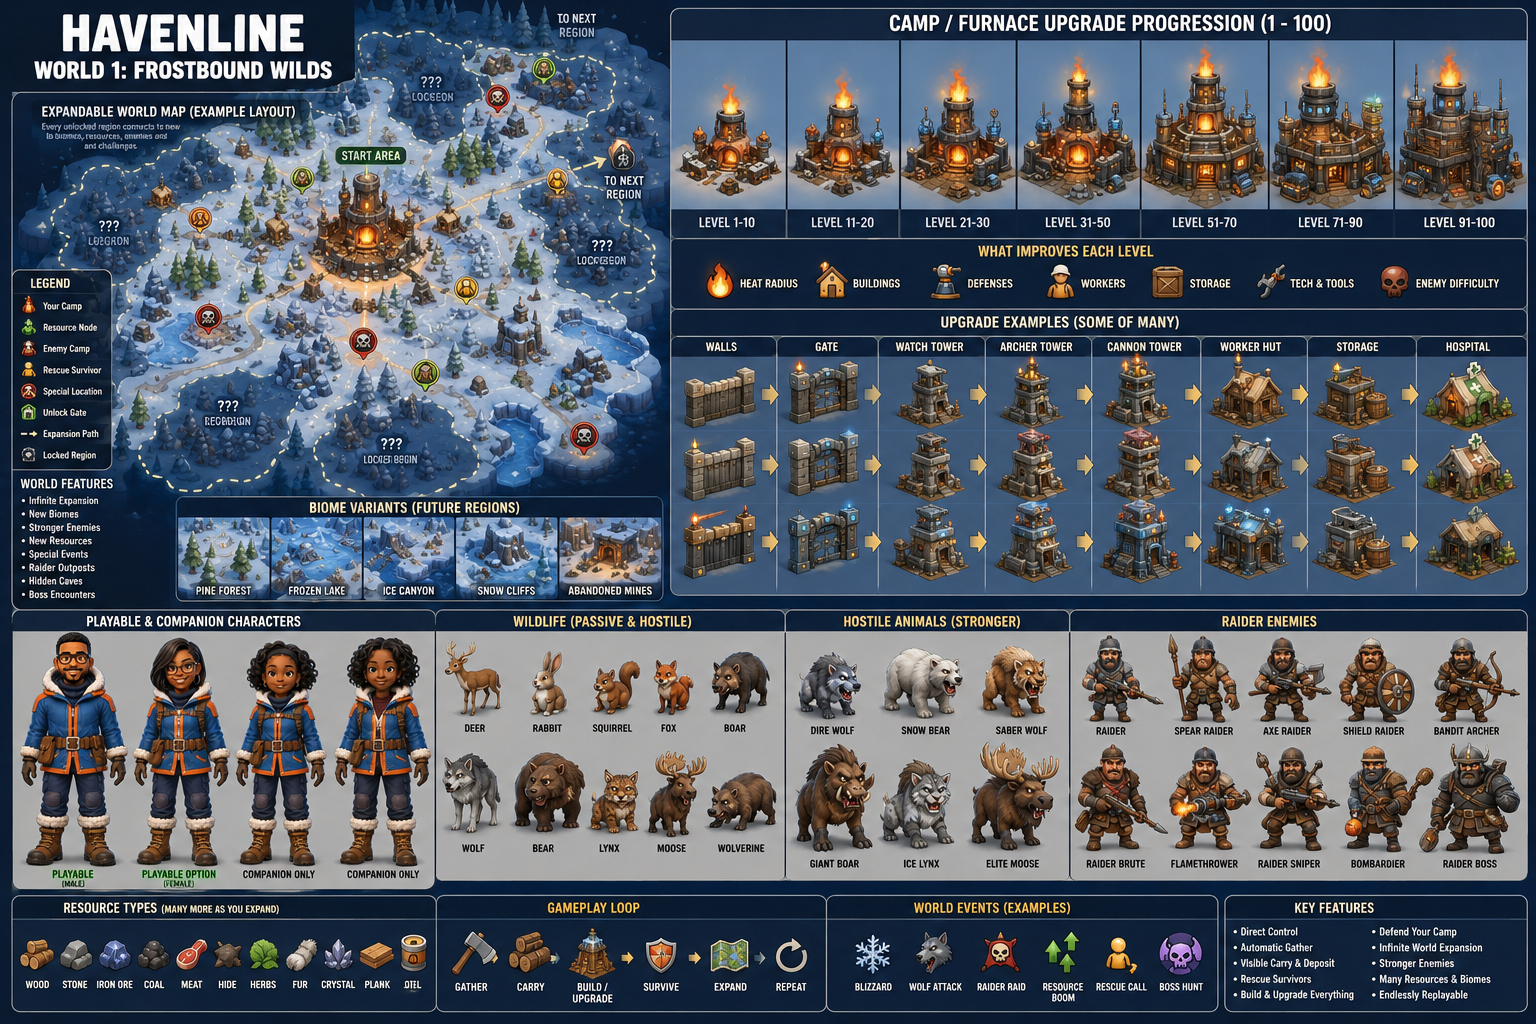 HAVENLINE
WORLD 1: FROSTBOUND WILDS
EXPANDABLE WORLD MAP (EXAMPLE LAYOUT)
Every unlocked region connects to new
biomes, resources, enemies and
and challenges.
TO NEXT
REGION
???
START AREA
TO NEXT
REGION
???
???
???
???
LEGEND
Your Camp
Resource Node
Enemy Camp
Rescue Survivor
Special Location
Unlock Gate
Expansion Path
Locked Region
WORLD FEATURES
• Infinite Expansion
• New Biomes
• Stronger Enemies
• New Resources
• Special Events
• Raider Outposts
• Hidden Caves
• Boss Encounters
BIOME VARIANTS (FUTURE REGIONS)
PINE FOREST
FROZEN LAKE
ICE CANYON
SNOW CLIFFS
ABANDONED MINES
CAMP / FURNACE UPGRADE PROGRESSION (1 - 100)
LEVEL 1-10
LEVEL 11-20
LEVEL 21-30
LEVEL 31-50
LEVEL 51-70
LEVEL 71-90
LEVEL 91-100
WHAT IMPROVES EACH LEVEL
HEAT RADIUS
BUILDINGS
DEFENSES
WORKERS
STORAGE
TECH & TOOLS
ENEMY DIFFICULTY
UPGRADE EXAMPLES (SOME OF MANY)
WALLS
GATE
WATCH TOWER
ARCHER TOWER
CANNON TOWER
WORKER HUT
STORAGE
HOSPITAL
PLAYABLE & COMPANION CHARACTERS
PLAYABLE
(MALE)
PLAYABLE OPTION
(FEMALE)
COMPANION ONLY
COMPANION ONLY
WILDLIFE (PASSIVE & HOSTILE)
DEER
RABBIT
SQUIRREL
FOX
BOAR
WOLF
BEAR
LYNX
MOOSE
WOLVERINE
HOSTILE ANIMALS (STRONGER)
DIRE WOLF
SNOW BEAR
SABER WOLF
GIANT BOAR
ICE LYNX
ELITE MOOSE
RAIDER ENEMIES
RAIDER
SPEAR RAIDER
AXE RAIDER
SHIELD RAIDER
BANDIT ARCHER
RAIDER BRUTE
FLAMETHROWER
RAIDER SNIPER
BOMBARDIER
RAIDER BOSS
RESOURCE TYPES (MANY MORE AS YOU EXPAND)
WOOD
STONE
IRON ORE
COAL
MEAT
HIDE
HERBS
FUR
CRYSTAL
PLANK
GAMEPLAY LOOP
GATHER
CARRY
BUILD /
UPGRADE
SURVIVE
EXPAND
REPEAT
WORLD EVENTS (EXAMPLES)
BLIZZARD
WOLF ATTACK
RAIDER RAID
RESOURCE
BOOM
RESCUE CALL
BOSS HUNT
KEY FEATURES
• Direct Control
• Automatic Gather
• Visible Carry & Deposit
• Rescue Survivors
• Build & Upgrade Everything
• Defend Your Camp
• Infinite World Expansion
• Stronger Enemies
• Many Resources & Biomes
• Endlessly Replayable